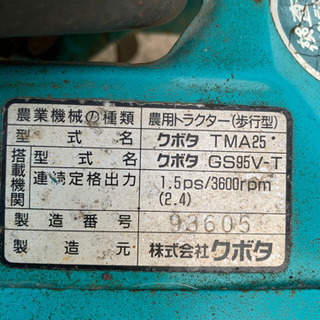 農業機械の種類 農用トラクター(歩行型)
型式名 クボタ TMA25
搭載機関 型式名 クボタ GS95V-T
連続定格出力 1.5ps/3600rpm
(2.4)
製造番号 93605
製造元 株式会社クボタ